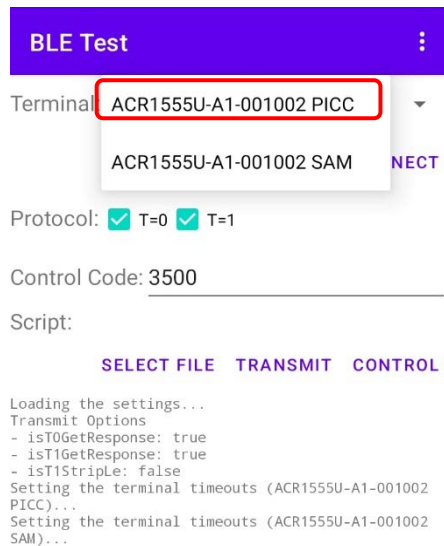 BLE Test
Terminal: ACR1555U-A1-001002 PICC
ACR1555U-A1-001002 SAM NECT
Protocol: T=0 T=1
Control Code: 3500
Script:
SELECT FILE TRANSMIT CONTROL
Loading the settings...
Transmit Options
- isT0GetResponse: true
- isT1GetResponse: true
- isT1StripLe: false
Setting the terminal timeouts (ACR1555U-A1-001002
PICC)...
Setting the terminal timeouts (ACR1555U-A1-001002
SAM)...